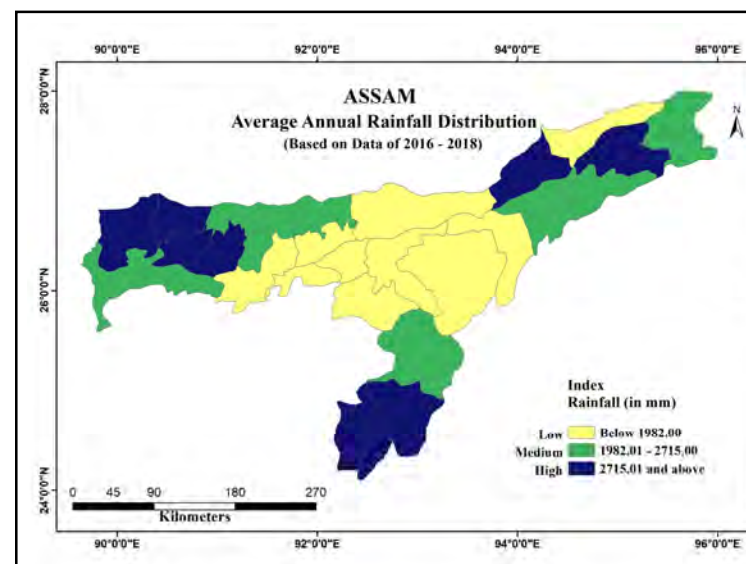 90°0'0"E 92°0'0"E 94°0'0"E 96°0'0"E
28°0'0"N
26°0'0"N
24°0'0"N
ASSAM
Average Annual Rainfall Distribution
(Based on Data of 2016 - 2018)
N
Index
Rainfall (in mm)
Low Below 1982.00
Medium 1982.01 - 2715.00
High 2715.01 and above
0 45 90 180 270
Kilometers
90°0'0"E 92°0'0"E 94°0'0"E 96°0'0"E